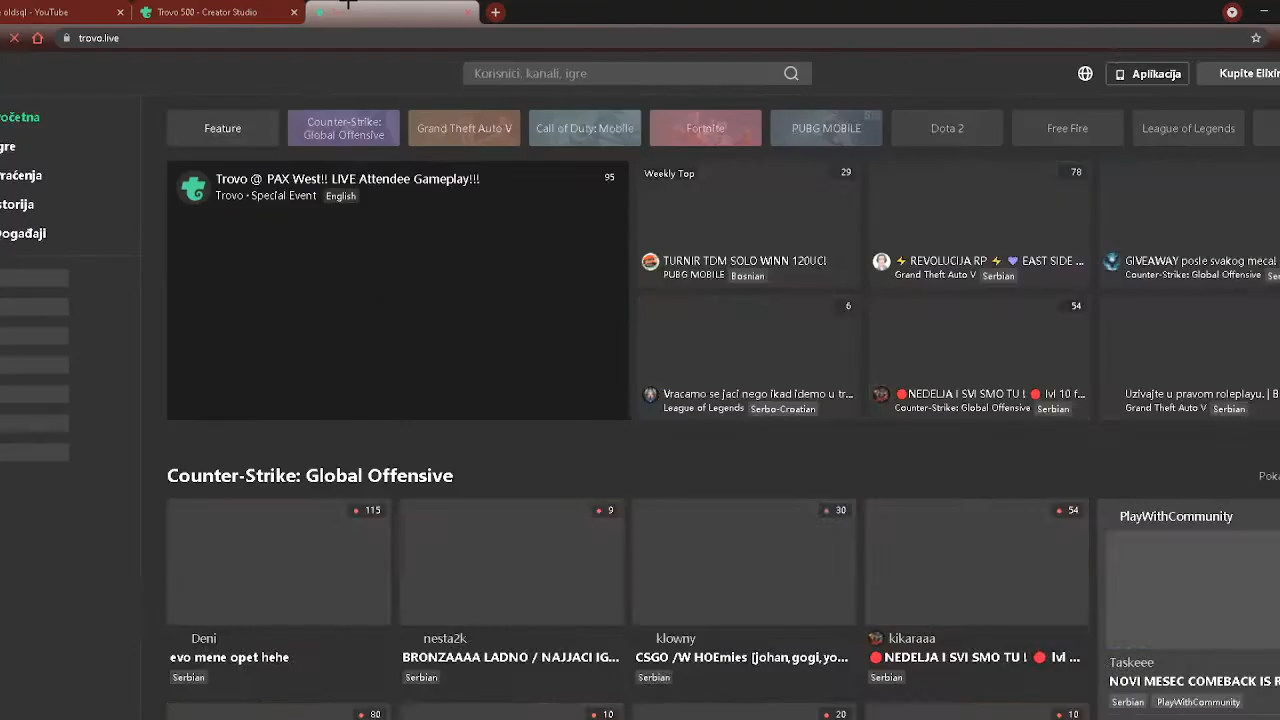 oldsql - YouTube
Trovo 500 - Creator Studio
trovo.live
Korisnici, kanali, igre
Aplikacija
Kupite Elixir
očetna
gre
raćenja
storija
ogađaji
Feature
Counter-Strike:
Global Offensive
Grand Theft Auto V
Call of Duty: Mobile
Fortnite
PUBG MOBILE
Dota 2
Free Fire
League of Legends
Trovo @ PAX West!! LIVE Attendee Gameplay!!!
95
Trovo · Special Event English
Weekly Top
29
TURNIR TDM SOLO WINN 120UCI
PUBG MOBILE Bosnian
78
⚡ REVOLUCIJA RP ⚡ 💜 EAST SIDE ...
Grand Theft Auto V Serbian
GIVEAWAY posle svakog meca!
Counter-Strike: Global Offensive Se
6
Vracamo se jaci nego ikad idemo u tr...
League of Legends Serbo-Croatian
54
🔴NEDELJA I SVI SMO TU ! 🔴 lvl 10 f...
Counter-Strike: Global Offensive Serbian
Uzivajte u pravom roleplayu. | B
Grand Theft Auto V Serbian
Counter-Strike: Global Offensive
Poka
115
Deni
evo mene opet hehe
Serbian
9
nesta2k
BRONZAAAA LADNO / NAJJACI IG...
Serbian
30
klowny
CSGO /W HOEmies [johan,gogi,yo...
Serbian
54
kikaraaa
🔴NEDELJA I SVI SMO TU ! 🔴 lvl ...
Serbian
PlayWithCommunity
Taskeee
NOVI MESEC COMEBACK IS R
Serbian PlayWithCommunity
80
10
20
10